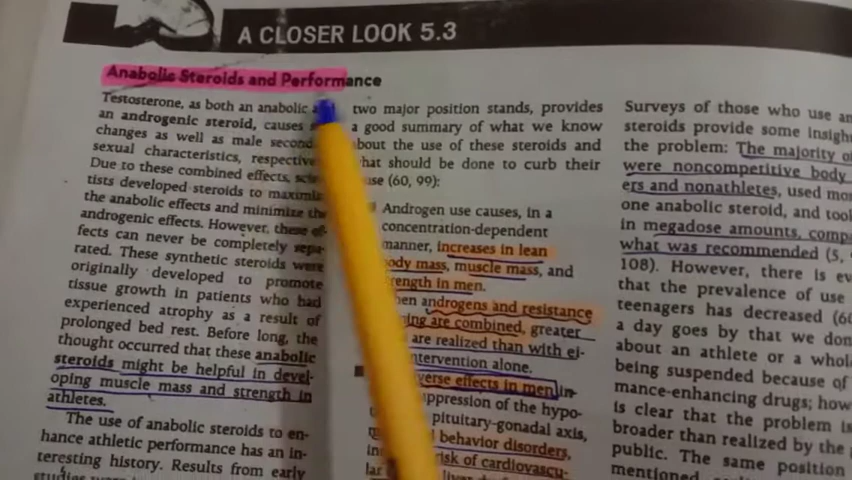 A CLOSER LOOK 5.3
Anabolic Steroids and Performance
Testosterone, as both an anabolic
an androgenic steroid, causes
changes as well as male second
sexual characteristics, respective
Due to these combined effects,
tists developed steroids to maximi
the anabolic effects and minimize the
androgenic effects. However, these ef-
fects can never be completely sepa-
rated. These synthetic steroids were
originally developed to promote
tissue growth in patients who had
experienced atrophy as a result of
prolonged bed rest. Before long, the
thought occurred that these anabolic
steroids might be helpful in devel-
oping muscle mass and strength in
athletes.
The use of anabolic steroids to en-
hance athletic performance has an in-
teresting history. Results from early
two major position stands, provides
a good summary of what we know
about the use of these steroids and
what should be done to curb their
use (60, 99):
Androgen use causes, in a
concentration-dependent
manner, increases in lean
body mass, muscle mass, and
strength in men.
androgens and resistance
are combined, greater
are realized than with ei-
intervention alone.
verse effects in men in-
ppression of the hypo-
pituitary-gonadal axis,
behavior disorders,
risk of cardiovascu-
Surveys of those who use an
steroids provide some insigh
the problem: The majority o
were noncompetitive body
ers and nonathletes, used mor
one anabolic steroid, and took
in megadose amounts, comp
what was recommended (5,
108). However, there is ev
that the prevalence of use
teenagers has decreased (60
a day goes by that we don
about an athlete or a whol
being suspended because of
mance-enhancing drugs; how
is clear that the problem is
broader than realized by the
public. The same position
mentioned